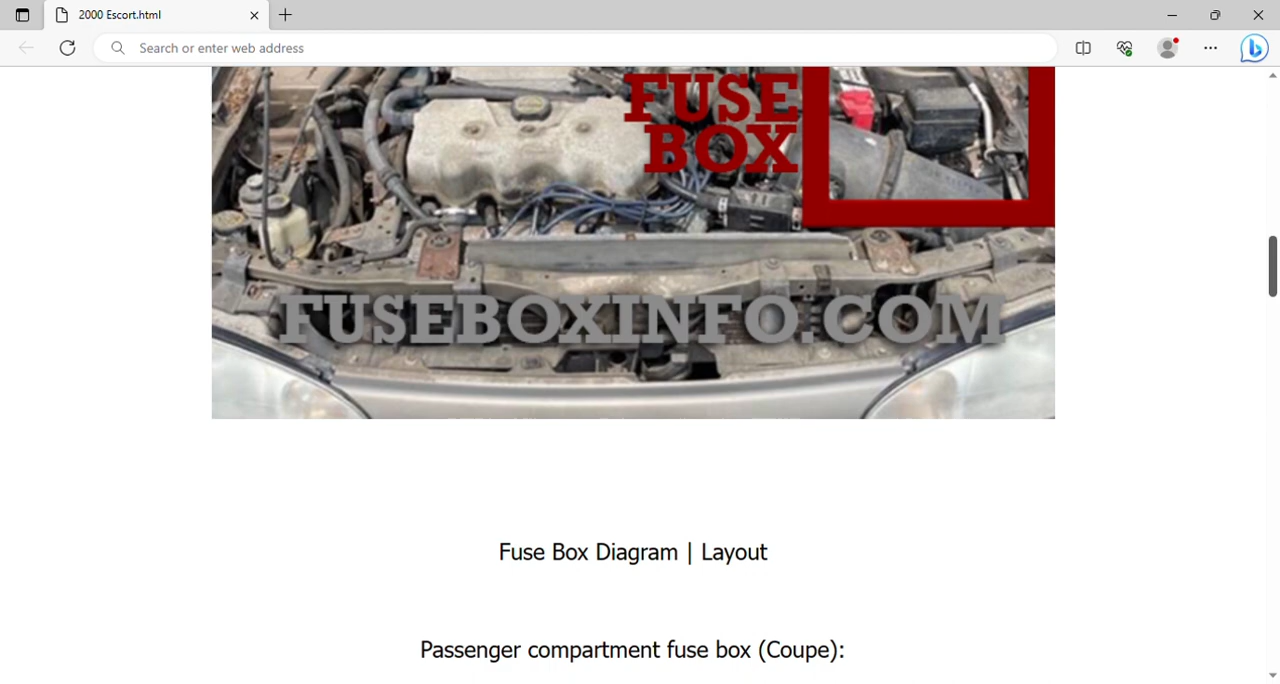 2000 Escort.html
Search or enter web address
FUSE
BOX
FUSEBOXINFO.COM
Fuse Box Diagram | Layout
Passenger compartment fuse box (Coupe):